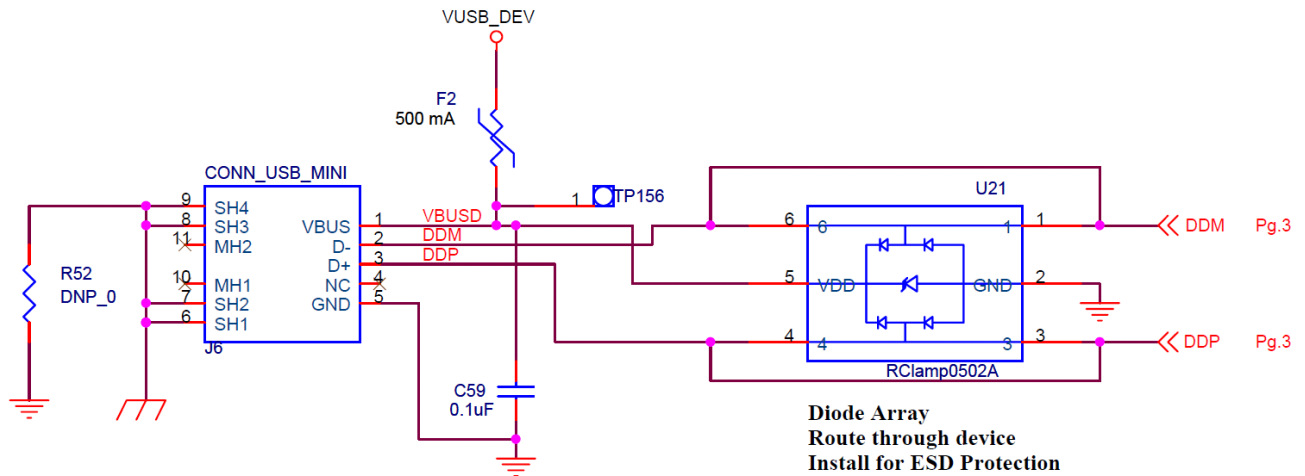 VUSB_DEV
F2
500 mA
CONN_USB_MINI
1
TP156
U21
9
SH4
8
SH3
11
MH2
10
MH1
7
SH2
6
SH1
VBUS
1
VBUSD
D-
2
DDM
D+
3
DDP
NC
4
GND
5
J6
R52
DNP_0
C59
0.1uF
6
6
1
1
DDM
Pg.3
5
VDD
GND
2
4
4
3
3
DDP
Pg.3
RClamp0502A
Diode Array
Route through device
Install for ESD Protection